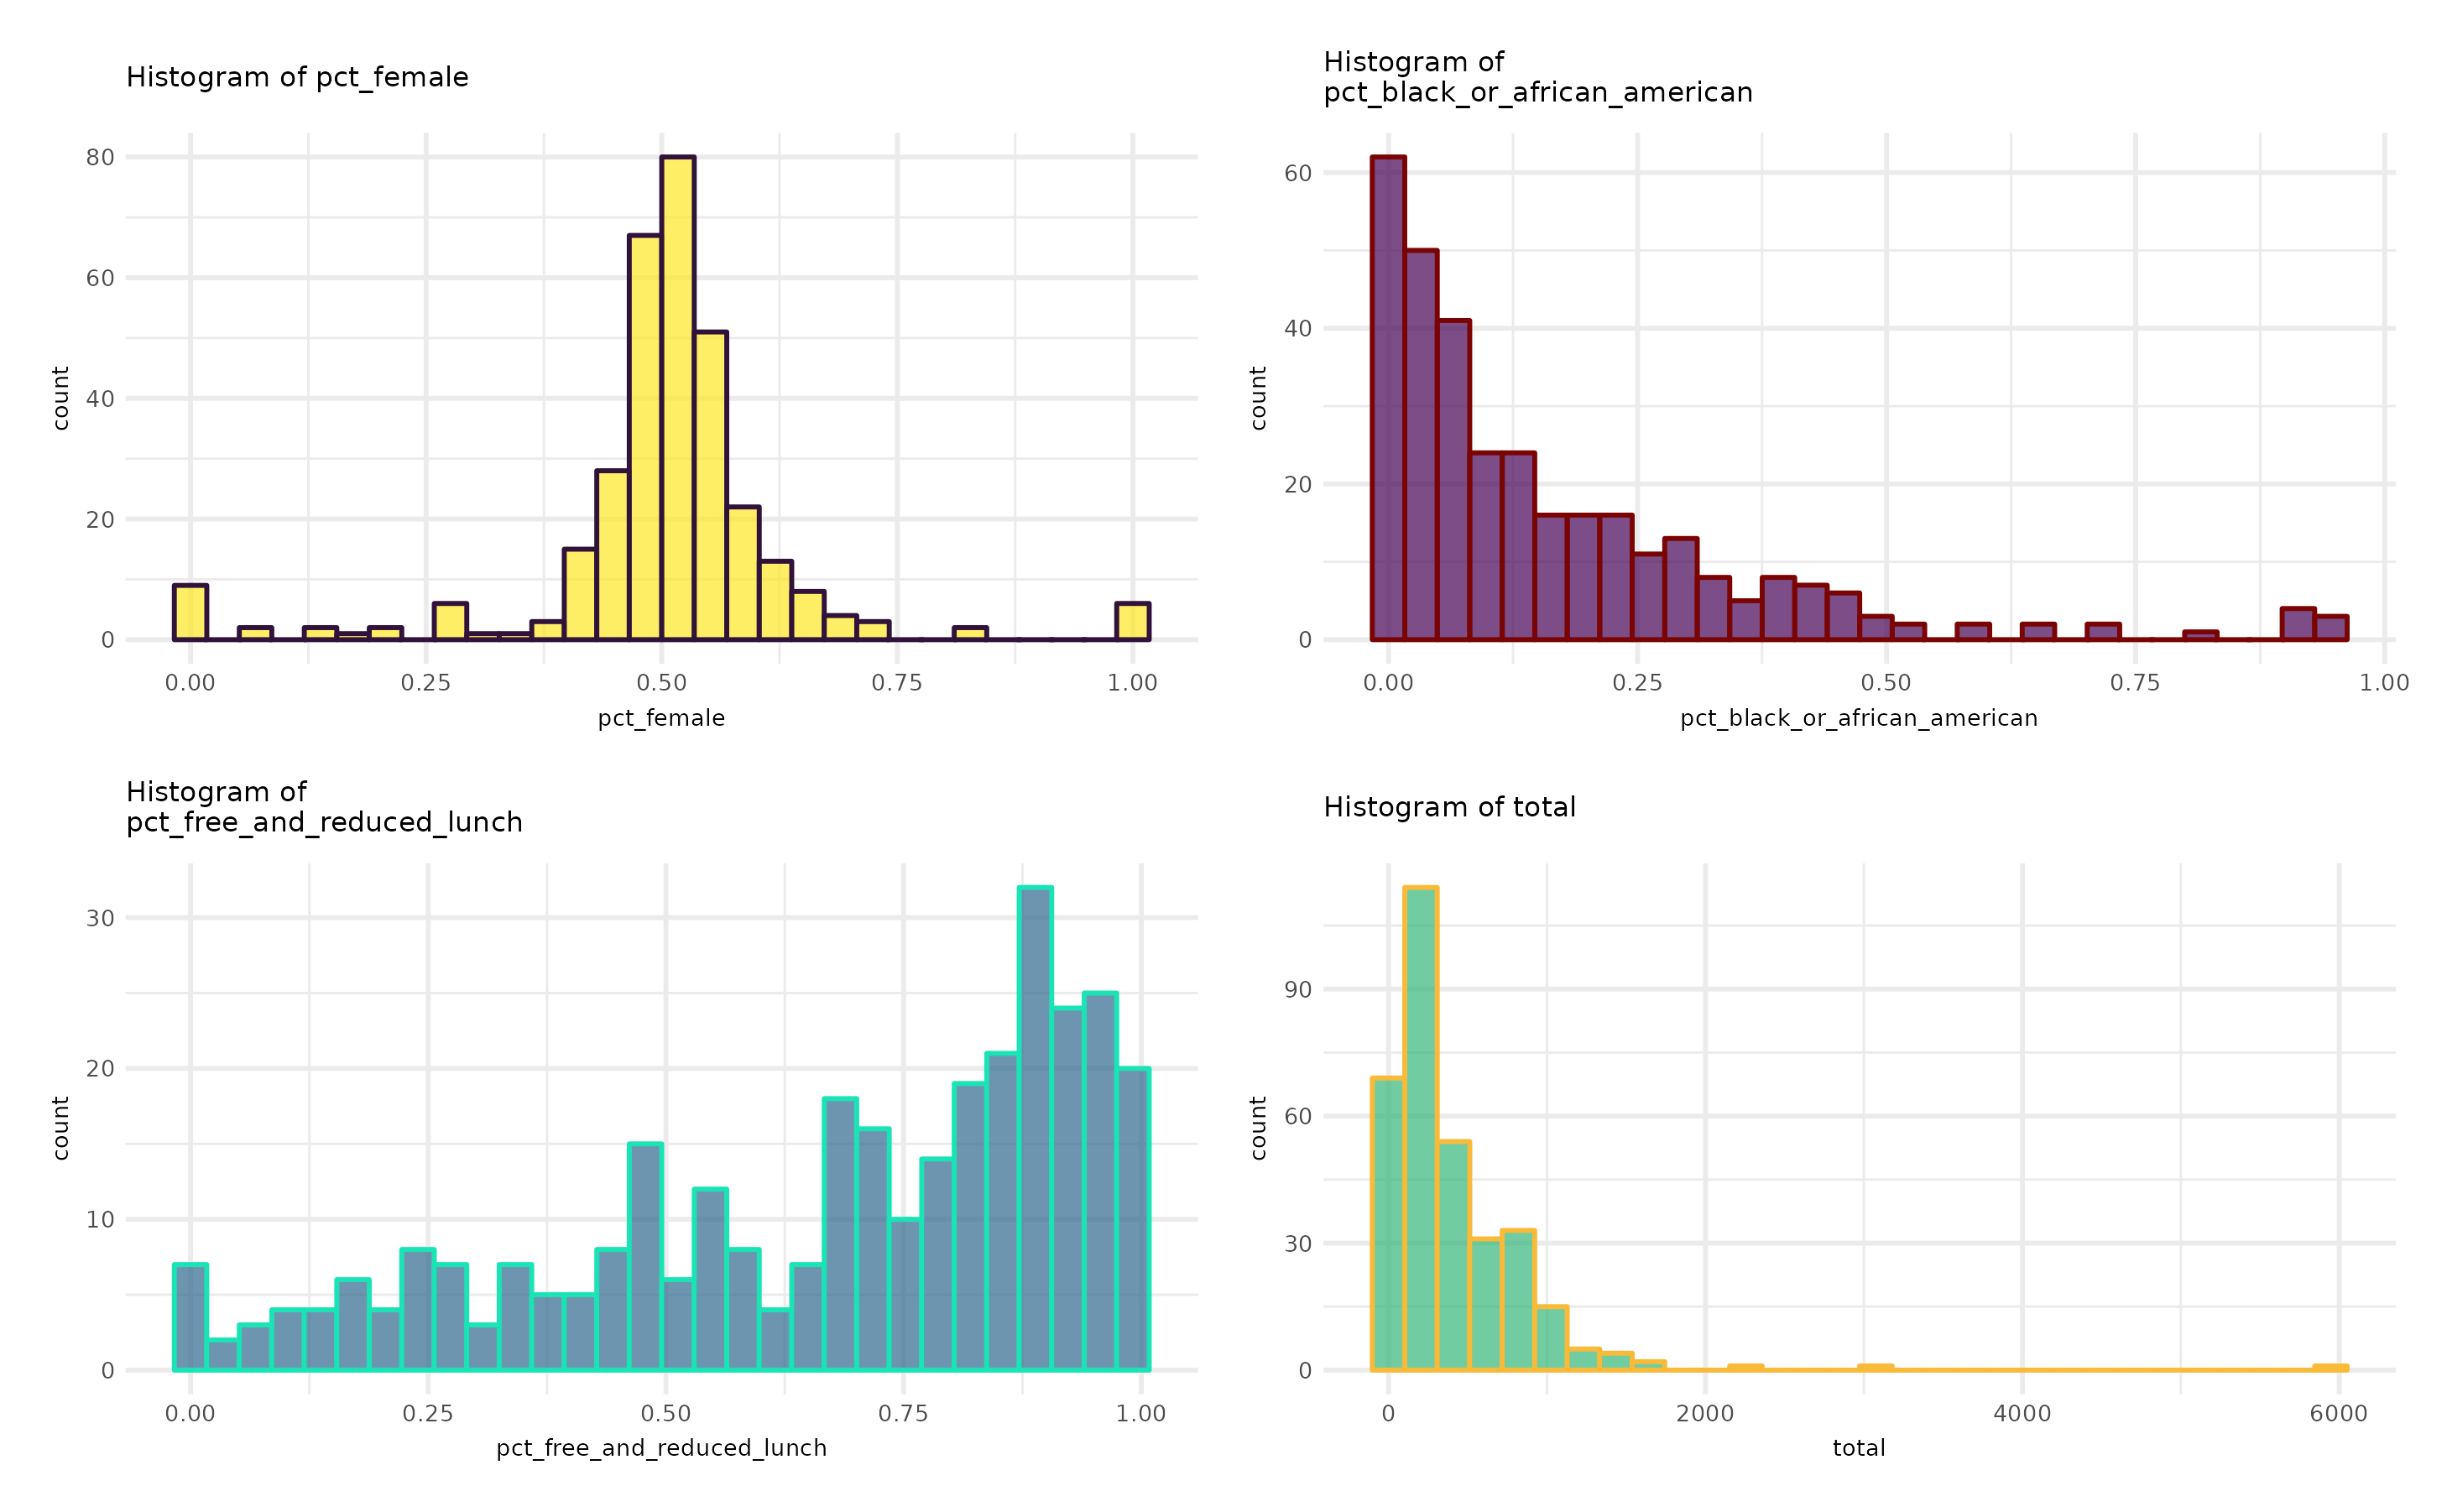 Histogram of pct_female
80
60
40
20
0
count
0.00 0.25 0.50 0.75 1.00
pct_female
Histogram of
pct_black_or_african_american
60
40
20
0
count
0.00 0.25 0.50 0.75 1.00
pct_black_or_african_american
Histogram of
pct_free_and_reduced_lunch
30
20
10
0
count
0.00 0.25 0.50 0.75 1.00
pct_free_and_reduced_lunch
Histogram of total
90
60
30
0
count
0 2000 4000 6000
total